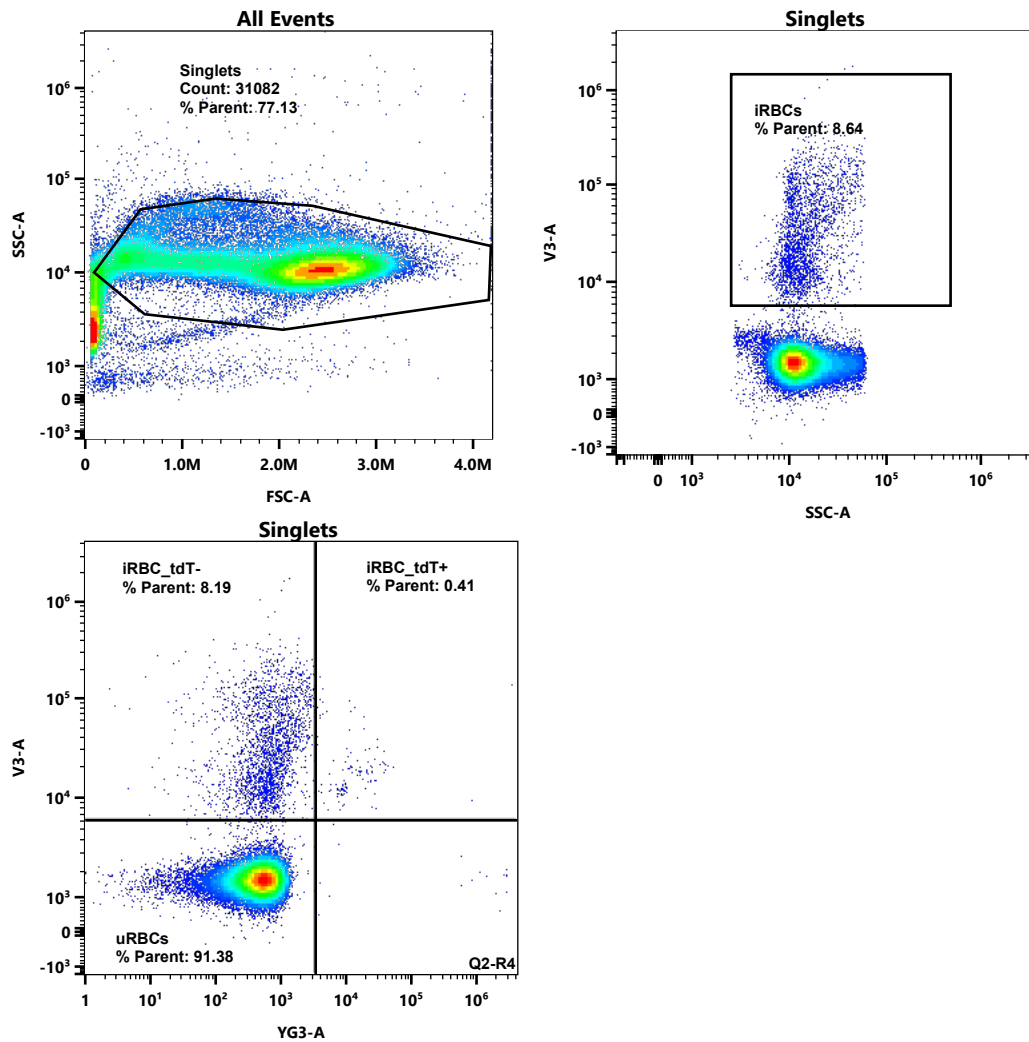 All Events
Singlets
Count: 31082
% Parent: 77.13
10⁶
10⁵
10⁴
10³
0
-10³
SSC-A
0
1.0M
2.0M
3.0M
4.0M
FSC-A
Singlets
iRBCs
% Parent: 8.64
10⁶
10⁵
10⁴
10³
0
-10³
V3-A
0
10³
10⁴
10⁵
10⁶
SSC-A
Singlets
iRBC_tdT-
% Parent: 8.19
iRBC_tdT+
% Parent: 0.41
10⁶
10⁵
10⁴
10³
0
-10³
V3-A
uRBCs
% Parent: 91.38
Q2-R4
1
10¹
10²
10³
10⁴
10⁵
10⁶
YG3-A